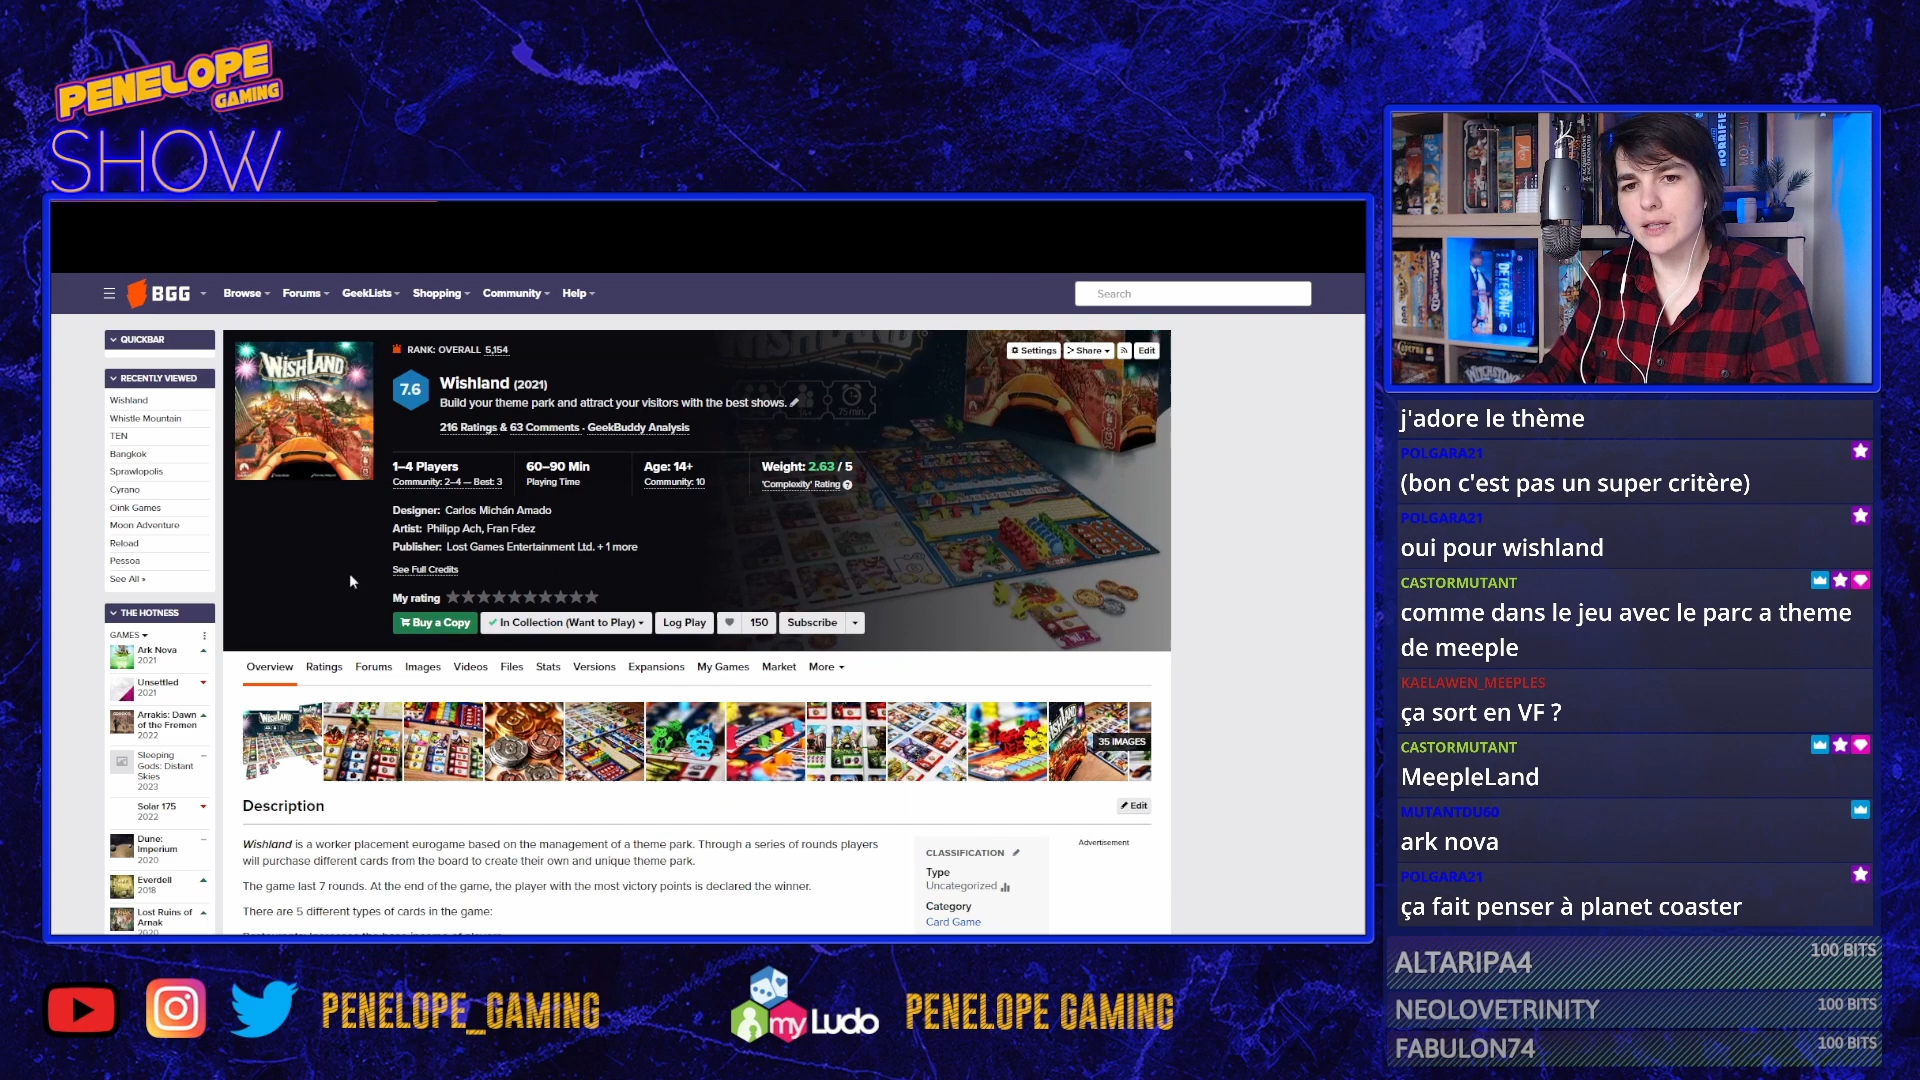 PENELOPE
GAMING
SHOW
BGG
Browse
Forums
GeekLists
Shopping
Community
Help
Search
QUICKBAR
RECENTLY VIEWED
Wishland
Whistle Mountain
TEN
Bangkok
Sprawlopolis
Cyrano
Oink Games
Moon Adventure
Reload
Pessoa
See All »
THE HOTNESS
GAMES
Ark Nova
2021
Unsettled
2021
Arrakis: Dawn
of the Fremen
2022
Sleeping
Gods: Distant
Skies
2023
Solar 175
2022
Dune:
Imperium
2020
Everdell
2018
Lost Ruins of
Arnak
2020
WISHLAND
RANK: OVERALL 5,154
Settings
Share
Edit
7.6
Wishland (2021)
Build your theme park and attract your visitors with the best shows.
216 Ratings & 63 Comments · GeekBuddy Analysis
1–4 Players
Community: 2–4 — Best: 3
60–90 Min
Playing Time
Age: 14+
Community: 10
Weight: 2.63 / 5
'Complexity' Rating
Designer: Carlos Michán Amado
Artist: Philipp Ach, Fran Fdez
Publisher: Lost Games Entertainment Ltd. + 1 more
See Full Credits
My rating
Buy a Copy
In Collection (Want to Play)
Log Play
150
Subscribe
Overview
Ratings
Forums
Images
Videos
Files
Stats
Versions
Expansions
My Games
Market
More
35 IMAGES
Description
Edit
Wishland is a worker placement eurogame based on the management of a theme park. Through a series of rounds players
will purchase different cards from the board to create their own and unique theme park.
The game last 7 rounds. At the end of the game, the player with the most victory points is declared the winner.
There are 5 different types of cards in the game:
CLASSIFICATION
Type
Uncategorized
Category
Card Game
Advertisement
j'adore le thème
POLGARA21
(bon c'est pas un super critère)
POLGARA21
oui pour wishland
CASTORMUTANT
comme dans le jeu avec le parc a theme
de meeple
KAELAWEN_MEEPLES
ça sort en VF ?
CASTORMUTANT
MeepleLand
MUTANTDU60
ark nova
POLGARA21
ça fait penser à planet coaster
ALTARIPA4
100 BITS
NEOLOVETRINITY
100 BITS
FABULON74
100 BITS
PENELOPE_GAMING
my Ludo
PENELOPE GAMING